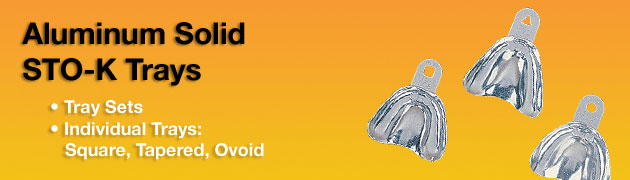 Aluminum Solid
STO-K Trays
• Tray Sets
• Individual Trays:
Square, Tapered, Ovoid